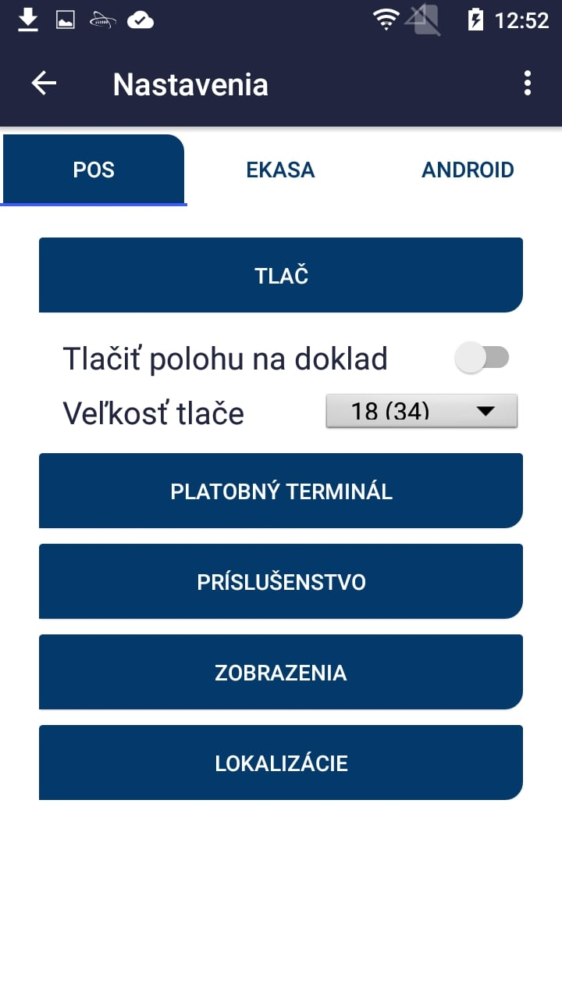 12:52
Nastavenia
POS EKASA ANDROID
TLAČ
Tlačiť polohu na doklad
Veľkosť tlače 18 (34)
PLATOBNÝ TERMINÁL
PRÍSLUŠENSTVO
ZOBRAZENIA
LOKALIZÁCIE